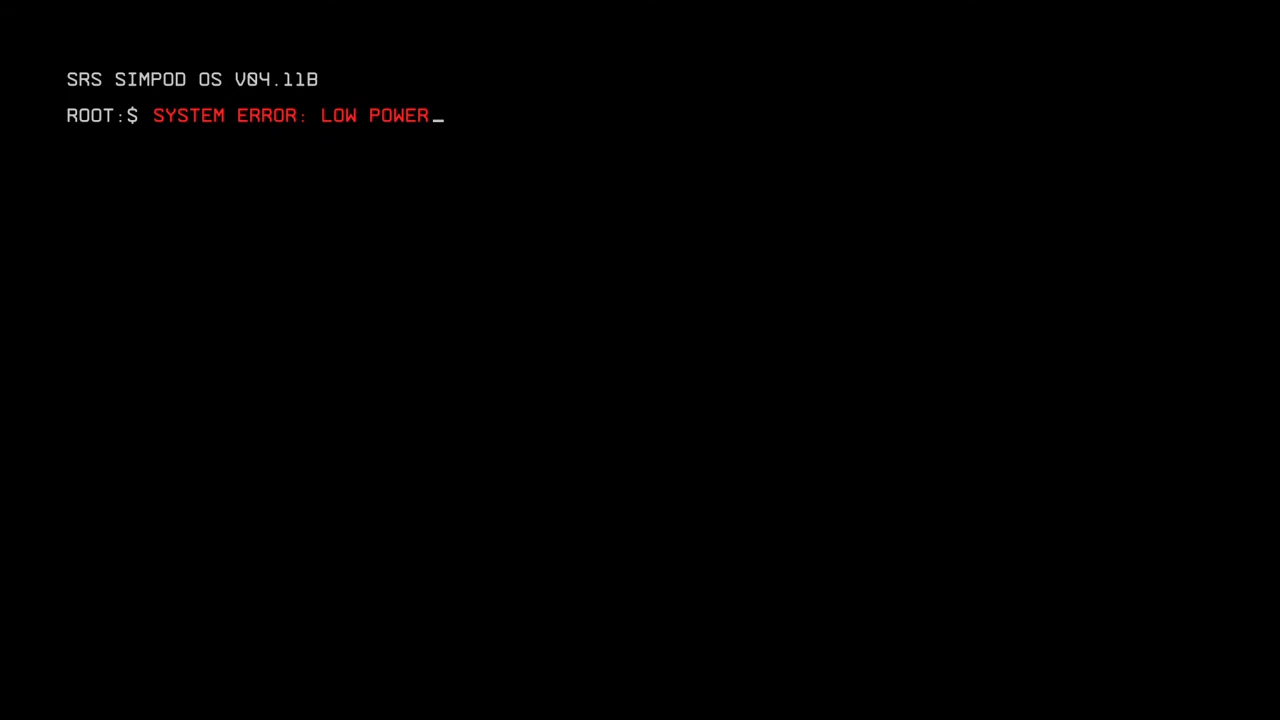 SRS SIMPOD OS V04.11B
ROOT:$ SYSTEM ERROR: LOW POWER_